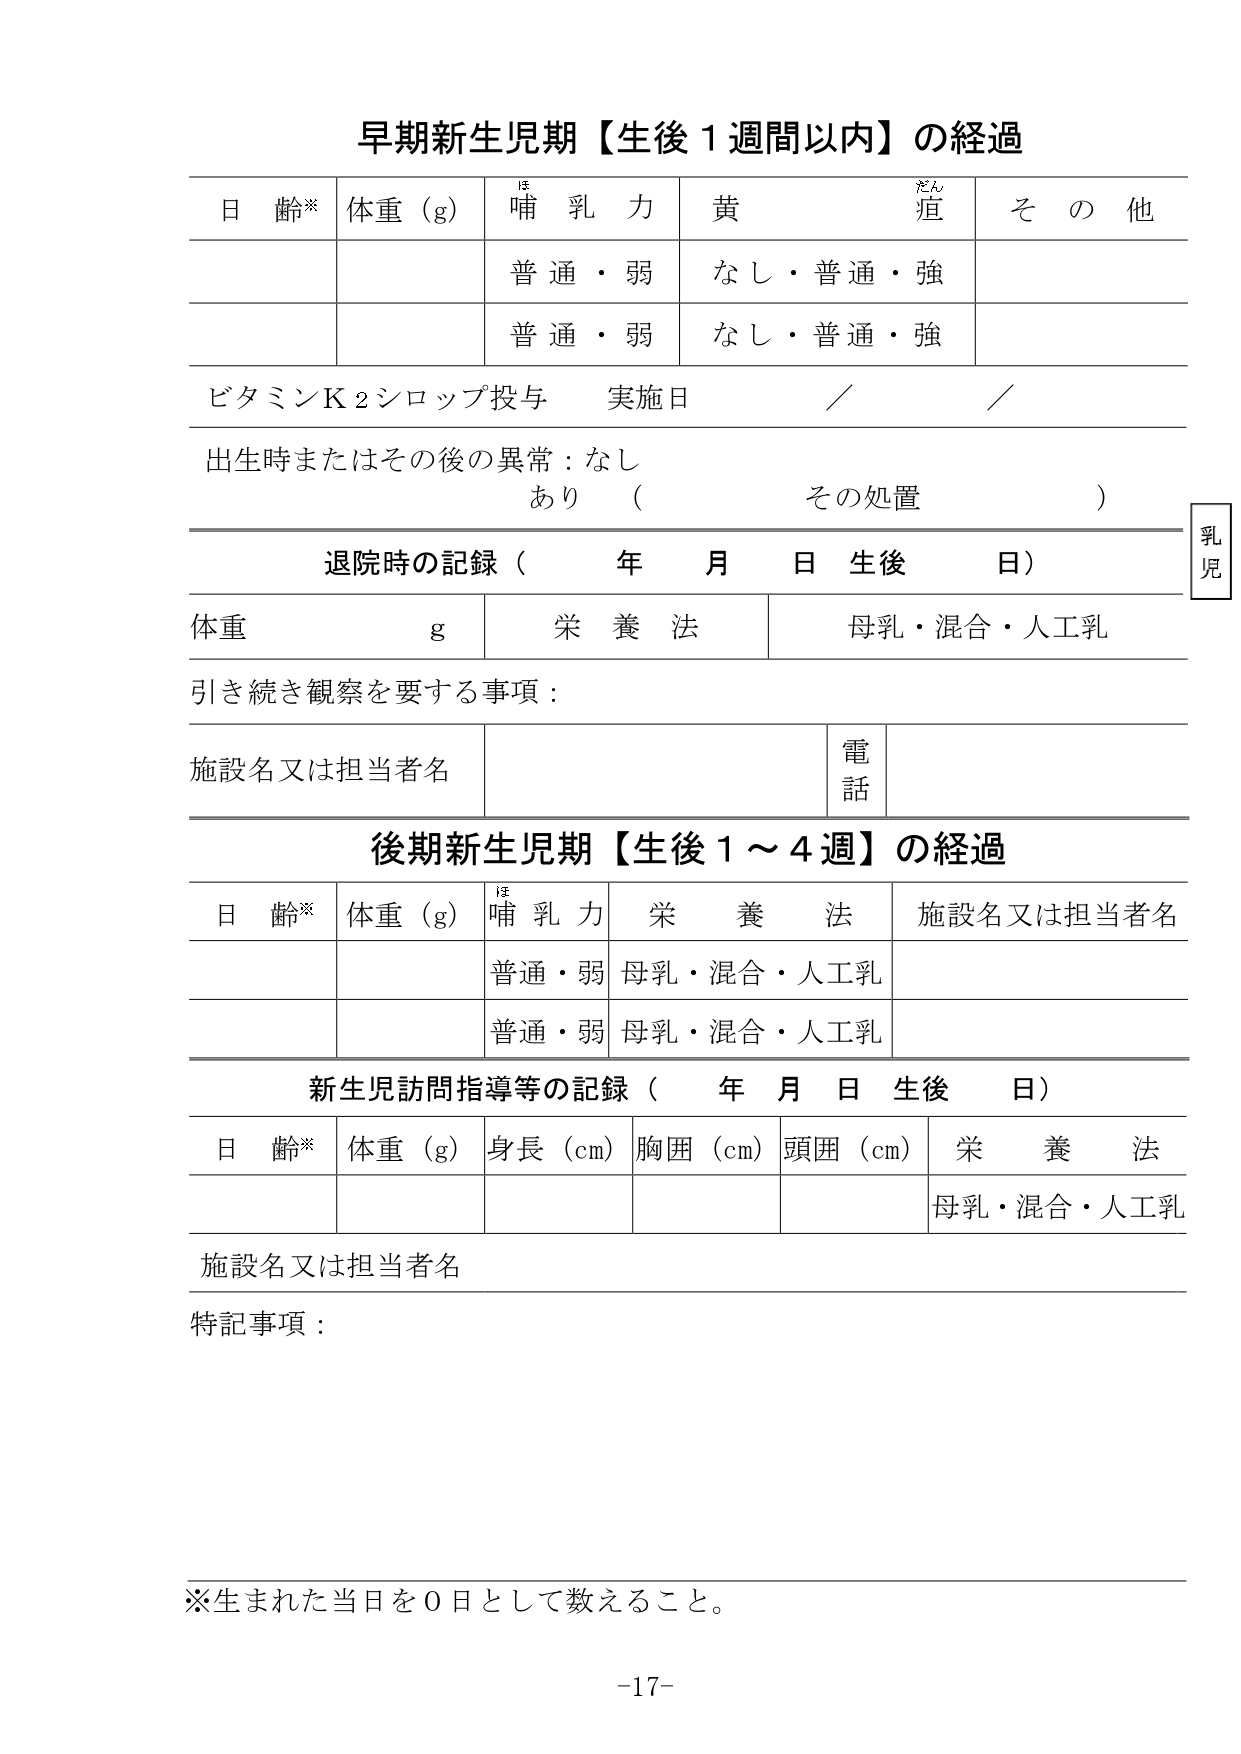 早期新生児期【生後1週間以内】の経過
日　齢※ 体重（g） 哺乳力 黄疸 その他
ほ だん
普通・弱 なし・普通・強
普通・弱 なし・普通・強
ビタミンK2シロップ投与　実施日　／　／
出生時またはその後の異常：なし
あり　（　　その処置　　）
乳児
退院時の記録（　　年　　月　　日　生後　　日）
体重　　g　栄養法　母乳・混合・人工乳
引き続き観察を要する事項：
施設名又は担当者名　電話
後期新生児期【生後1～4週】の経過
日　齢※ 体重（g） 哺乳力 栄養法 施設名又は担当者名
ほ
普通・弱 母乳・混合・人工乳
普通・弱 母乳・混合・人工乳
新生児訪問指導等の記録（　　年　月　日　生後　　日）
日　齢※ 体重（g） 身長（cm） 胸囲（cm） 頭囲（cm） 栄養法
母乳・混合・人工乳
施設名又は担当者名
特記事項：
※生まれた当日を０日として数えること。
-17-